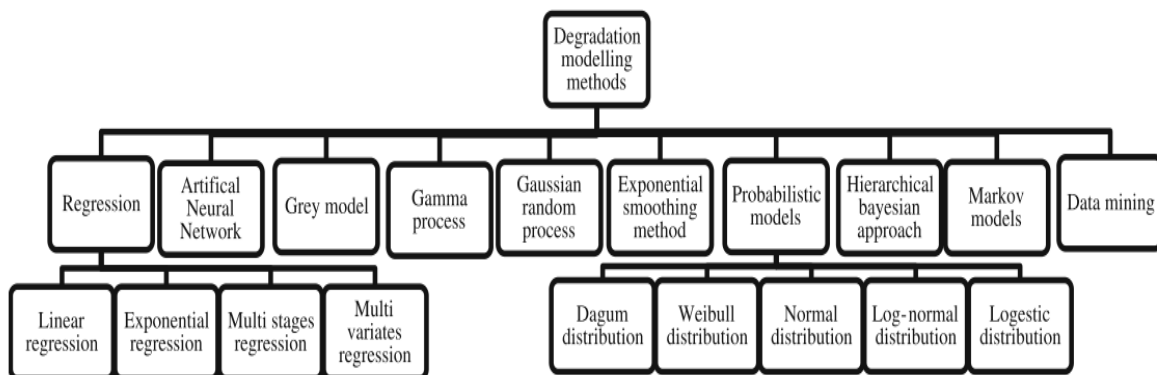 Degradation
modelling
methods
Regression
Artifical
Neural
Network
Grey model
Gamma
process
Gaussian
random
process
Exponential
smoothing
method
Probabilistic
models
Hierarchical
bayesian
approach
Markov
models
Data mining
Linear
regression
Exponential
regression
Multi stages
regression
Multi
variates
regression
Dagum
distribution
Weibull
distribution
Normal
distribution
Log-normal
distribution
Logestic
distribution